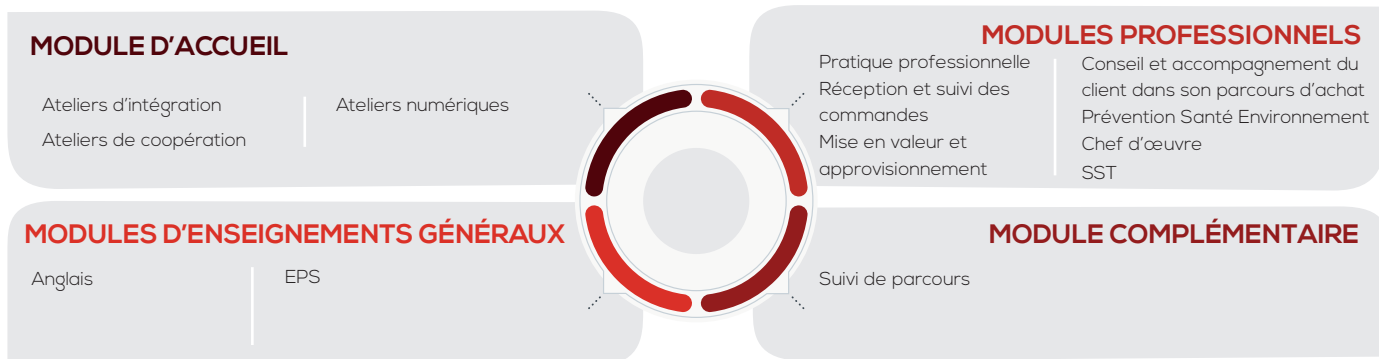 MODULE D'ACCUEIL
Ateliers d'intégration
Ateliers de coopération
Ateliers numériques
MODULES PROFESSIONNELS
Pratique professionnelle
Réception et suivi des
commandes
Mise en valeur et
approvisionnement
Conseil et accompagnement du
client dans son parcours d'achat
Prévention Santé Environnement
Chef d'œuvre
SST
MODULES D'ENSEIGNEMENTS GÉNÉRAUX
Anglais
EPS
MODULE COMPLÉMENTAIRE
Suivi de parcours